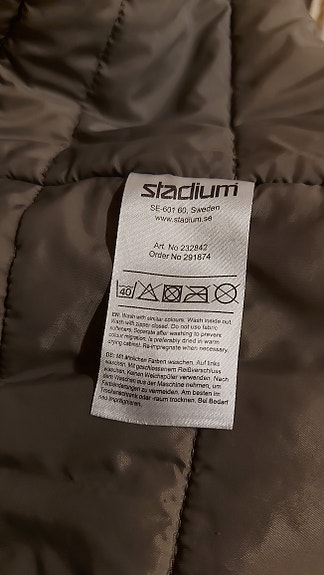 stadium
SE-601 60, Sweden
www.stadium.se
Art. No 232842
Order No 291874
40
EN: Wash with similar colours. Wash inside out.
Wash with zipper closed. Do not use fabric
softeners. Separate after washing to prevent
colour migration. Is preferably dried in warm
drying cabinet. Re-impregnate when necessary.
DE: Mit ähnlichen Farben waschen. Auf links
waschen. Mit geschlossenem Reißverschluss
waschen. Keinen Weichspüler verwenden. Nach
dem Waschen aus der Maschine nehmen, um
Farbänderungen zu vermeiden. Am besten im
Trockenschrank oder -raum trocknen. Bei Bedarf
neu imprägnieren.